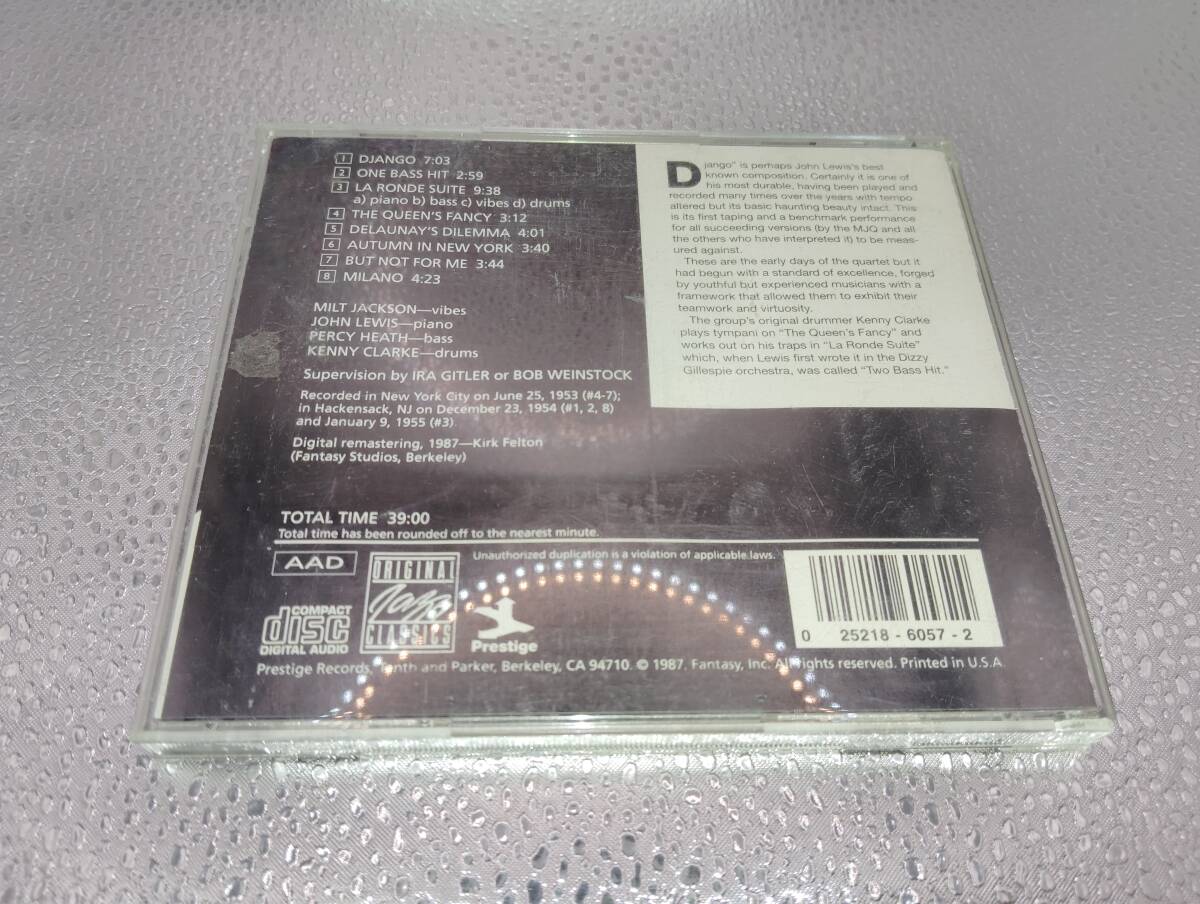 1 DJANGO 7:03
2 ONE BASS HIT 2:59
3 LA RONDE SUITE 9:38
a) piano b) bass c) vibes d) drums
4 THE QUEEN'S FANCY 3:12
5 DELAUNAY'S DILEMMA 4:01
6 AUTUMN IN NEW YORK 3:40
7 BUT NOT FOR ME 3:44
8 MILANO 4:23
MILT JACKSON—vibes
JOHN LEWIS—piano
PERCY HEATH—bass
KENNY CLARKE—drums
Supervision by IRA GITLER or BOB WEINSTOCK
Recorded in New York City on June 25, 1953 (#4-7);
in Hackensack, NJ on December 23, 1954 (#1, 2, 8)
and January 9, 1955 (#3)
Digital remastering, 1987—Kirk Felton
(Fantasy Studios, Berkeley)
Django" is perhaps John Lewis's best
known composition. Certainly it is one of
his most durable, having been played and
recorded many times over the years with tempo
altered but its basic haunting beauty intact. This
is its first taping and a benchmark performance
for all succeeding versions (by the MJQ and all
the others who have interpreted it) to be meas-
ured against.
These are the early days of the quartet but it
had begun with a standard of excellence, forged
by youthful but experienced musicians with a
framework that allowed them to exhibit their
teamwork and virtuosity.
The group's original drummer Kenny Clarke
plays tympani on "The Queen's Fancy" and
works out on his traps in "La Ronde Suite"
which, when Lewis first wrote it in the Dizzy
Gillespie orchestra, was called "Two Bass Hit."
TOTAL TIME 39:00
Total time has been rounded off to the nearest minute.
Unauthorized duplication is a violation of applicable laws.
AAD
ORIGINAL
Jazz
CLASSICS
COMPACT
disc
DIGITAL AUDIO
Prestige
0 25218 - 6057 - 2
Prestige Records, Tenth and Parker, Berkeley, CA 94710. © 1987, Fantasy, Inc. All rights reserved. Printed in U.S.A.